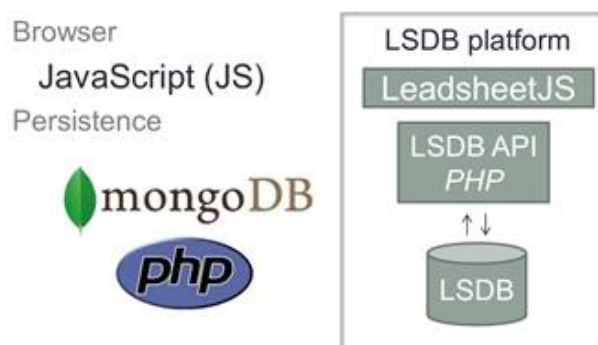 Browser
JavaScript (JS)
Persistence
mongoDB
php
LSDB platform
LeadsheetJS
LSDB API
PHP
LSDB